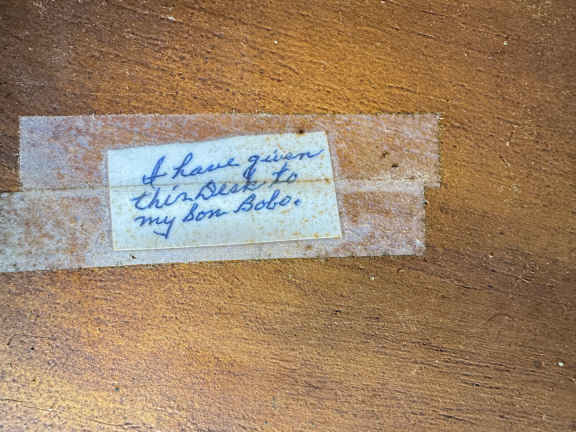 I have given
this Desk to
my Son Bobo.